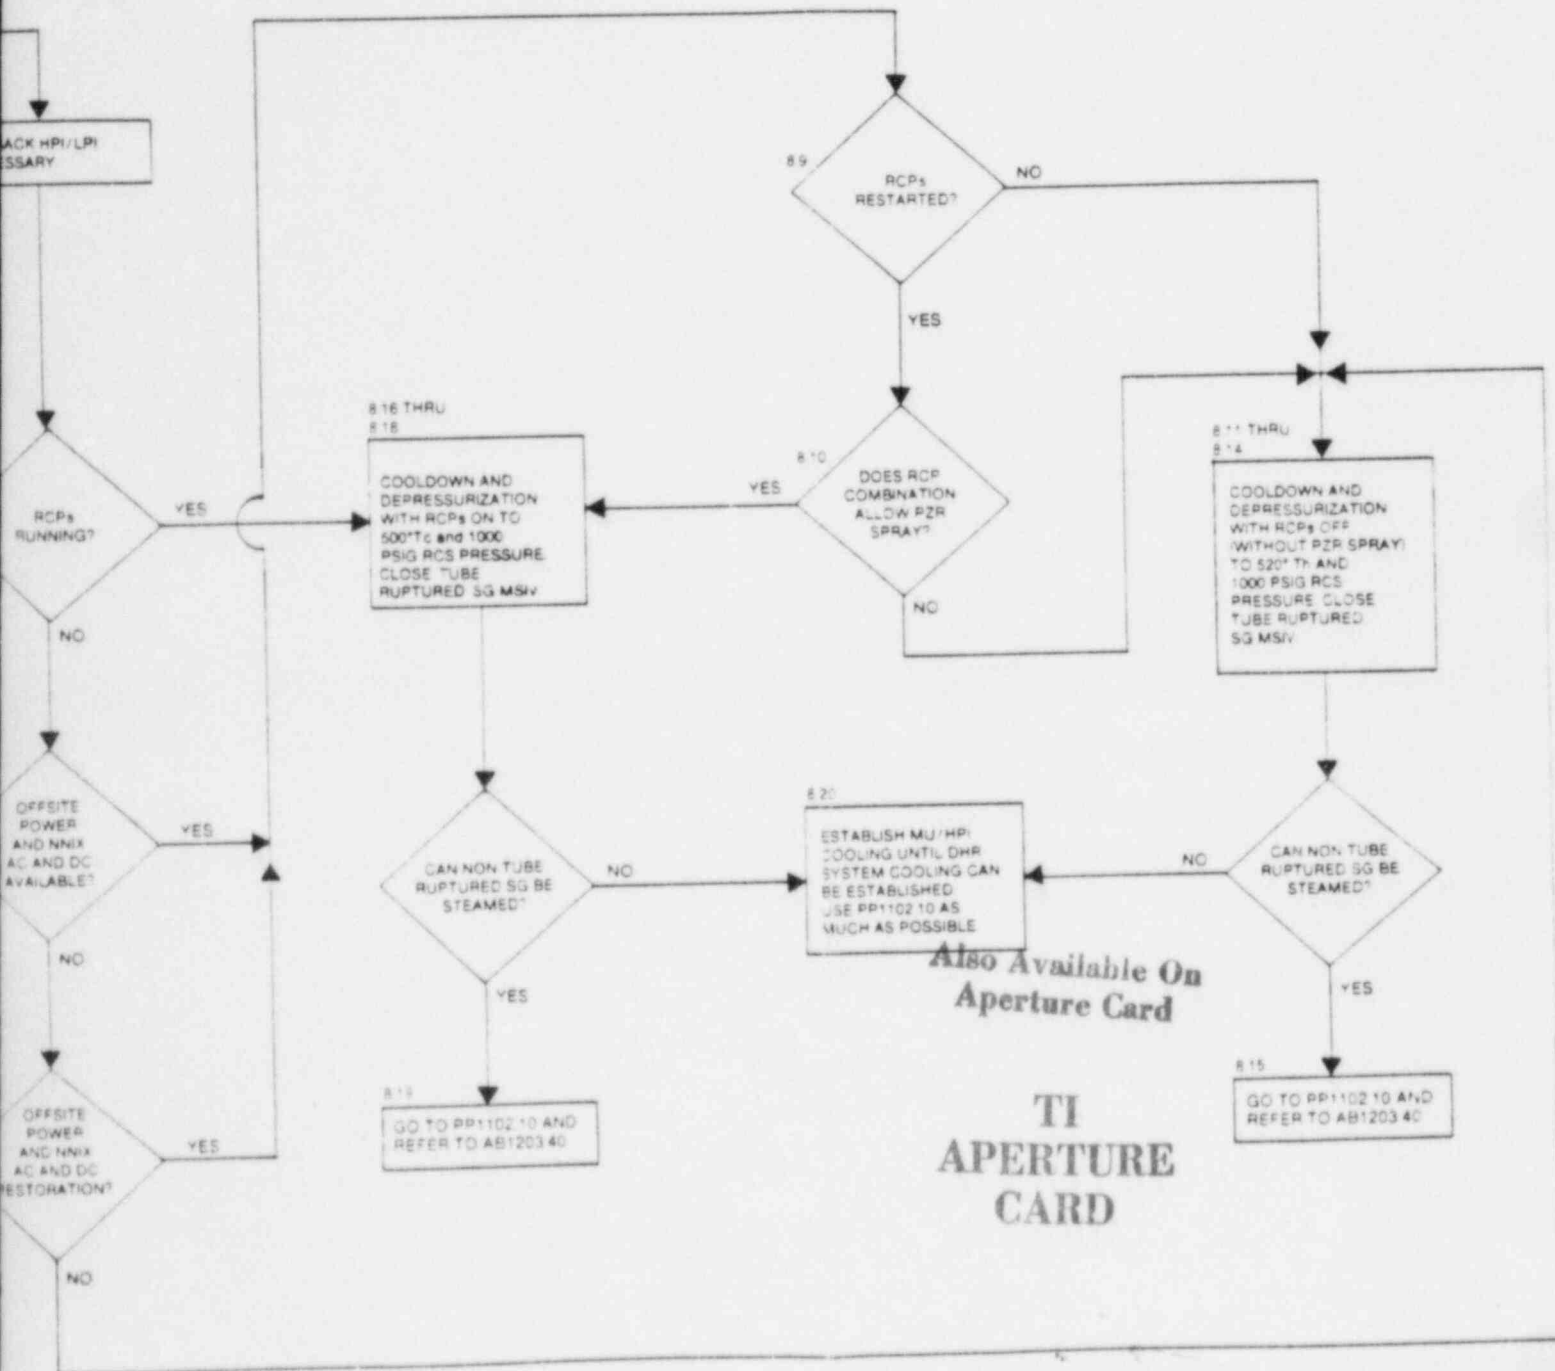 ACK HPI/LPI
ESSARY
RCPs
RUNNING?
YES
NO
OFFSITE
POWER
AND NNIX
AC AND DC
AVAILABLE?
YES
NO
OFFSITE
POWER
AND NNIX
AC AND DC
RESTORATION?
YES
NO
8.9
RCPs
RESTARTED?
NO
YES
8.10
DOES RCP
COMBINATION
ALLOW PZR
SPRAY?
YES
NO
8.16 THRU
8.18
COOLDOWN AND
DEPRESSURIZATION
WITH RCPs ON TO
500°Tc and 1000
PSIG RCS PRESSURE
CLOSE TUBE
RUPTURED SG MSIV
CAN NON TUBE
RUPTURED SG BE
STEAMED?
NO
YES
8.19
GO TO PP1102.10 AND
REFER TO AB1203.40
8.20
ESTABLISH MU/HPI
COOLING UNTIL DHR
SYSTEM COOLING CAN
BE ESTABLISHED
USE PP1102.10 AS
MUCH AS POSSIBLE
8.11 THRU
8.14
COOLDOWN AND
DEPRESSURIZATION
WITH RCPs OFF
(WITHOUT PZR SPRAY)
TO 520° Th AND
1000 PSIG RCS
PRESSURE CLOSE
TUBE RUPTURED
SG MSIV
CAN NON TUBE
RUPTURED SG BE
STEAMED?
NO
YES
8.15
GO TO PP1102.10 AND
REFER TO AB1203.40
Also Available On
Aperture Card
TI
APERTURE
CARD